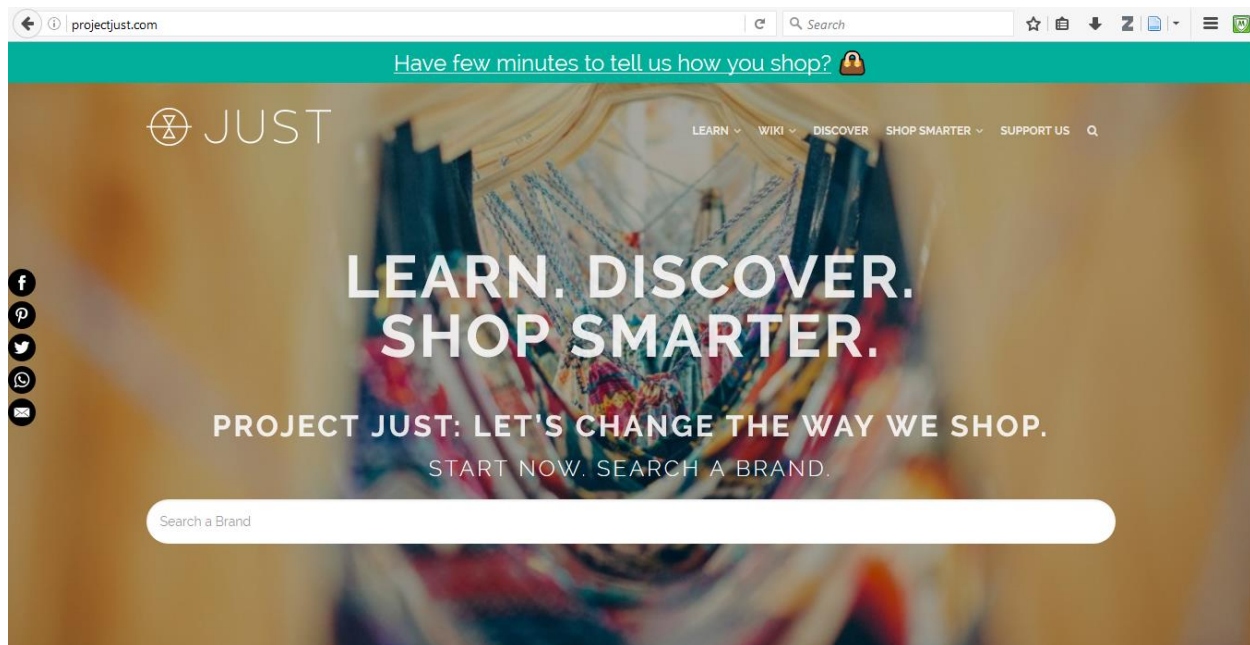 projectjust.com
Search
Have few minutes to tell us how you shop?
JUST
LEARN WIKI DISCOVER SHOP SMARTER SUPPORT US
LEARN. DISCOVER.
SHOP SMARTER.
PROJECT JUST: LET'S CHANGE THE WAY WE SHOP.
START NOW. SEARCH A BRAND.
Search a Brand